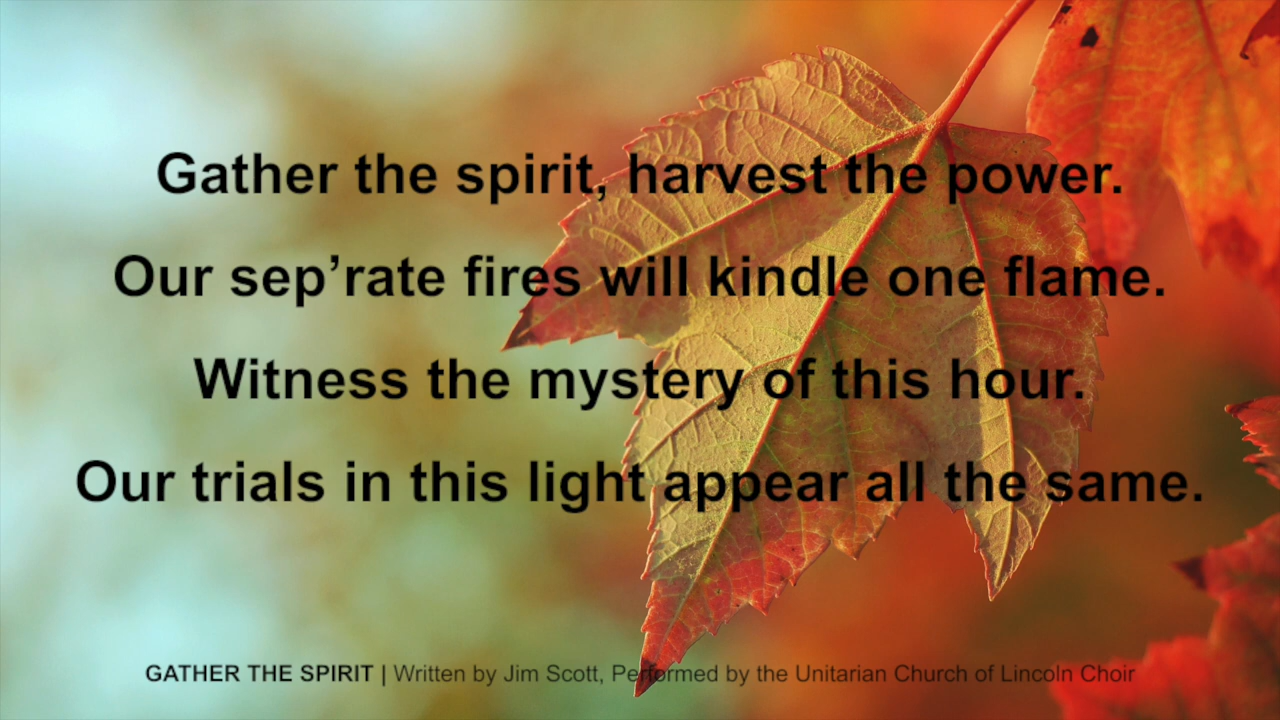 Gather the spirit, harvest the power.
Our sep’rate fires will kindle one flame.
Witness the mystery of this hour.
Our trials in this light appear all the same.
GATHER THE SPIRIT | Written by Jim Scott, Performed by the Unitarian Church of Lincoln Choir